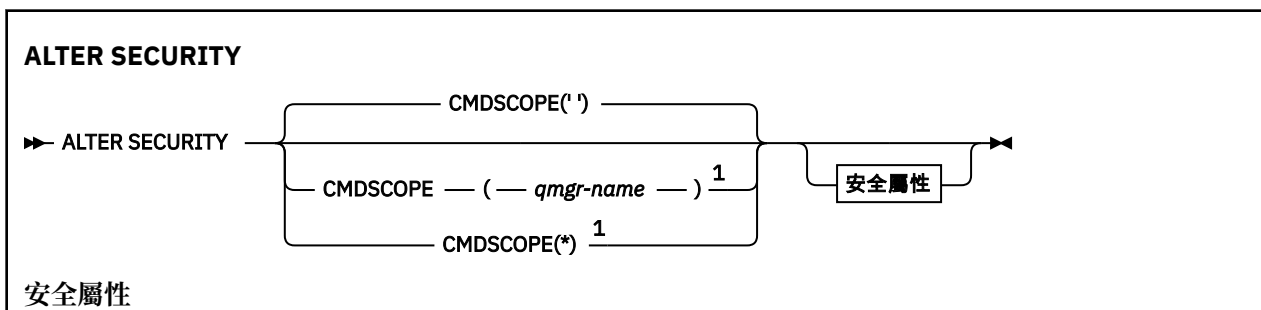 ALTER SECURITY
CMDSCOPE(' ')
ALTER SECURITY
CMDSCOPE ( qmgr-name ) 1
安全屬性
CMDSCOPE(*) 1
安全屬性